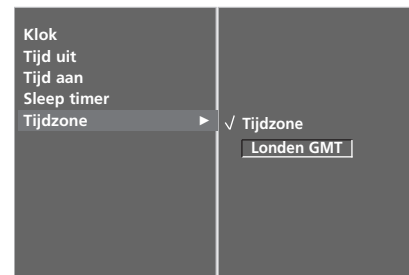 Klok
Tijd uit
Tijd aan
Sleep timer
Tijdzone ►
√ Tijdzone
Londen GMT